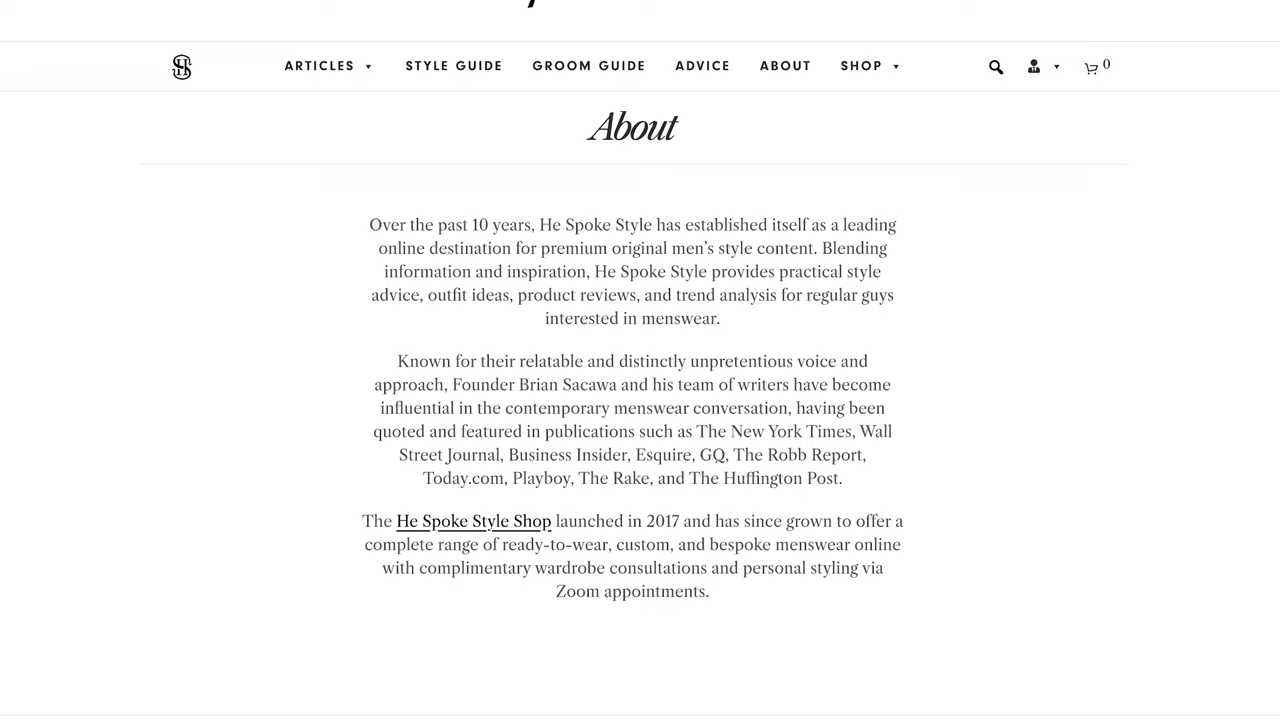 ARTICLES STYLE GUIDE GROOM GUIDE ADVICE ABOUT SHOP 0
About
Over the past 10 years, He Spoke Style has established itself as a leading
online destination for premium original men’s style content. Blending
information and inspiration, He Spoke Style provides practical style
advice, outfit ideas, product reviews, and trend analysis for regular guys
interested in menswear.
Known for their relatable and distinctly unpretentious voice and
approach, Founder Brian Sacawa and his team of writers have become
influential in the contemporary menswear conversation, having been
quoted and featured in publications such as The New York Times, Wall
Street Journal, Business Insider, Esquire, GQ, The Robb Report,
Today.com, Playboy, The Rake, and The Huffington Post.
The He Spoke Style Shop launched in 2017 and has since grown to offer a
complete range of ready-to-wear, custom, and bespoke menswear online
with complimentary wardrobe consultations and personal styling via
Zoom appointments.